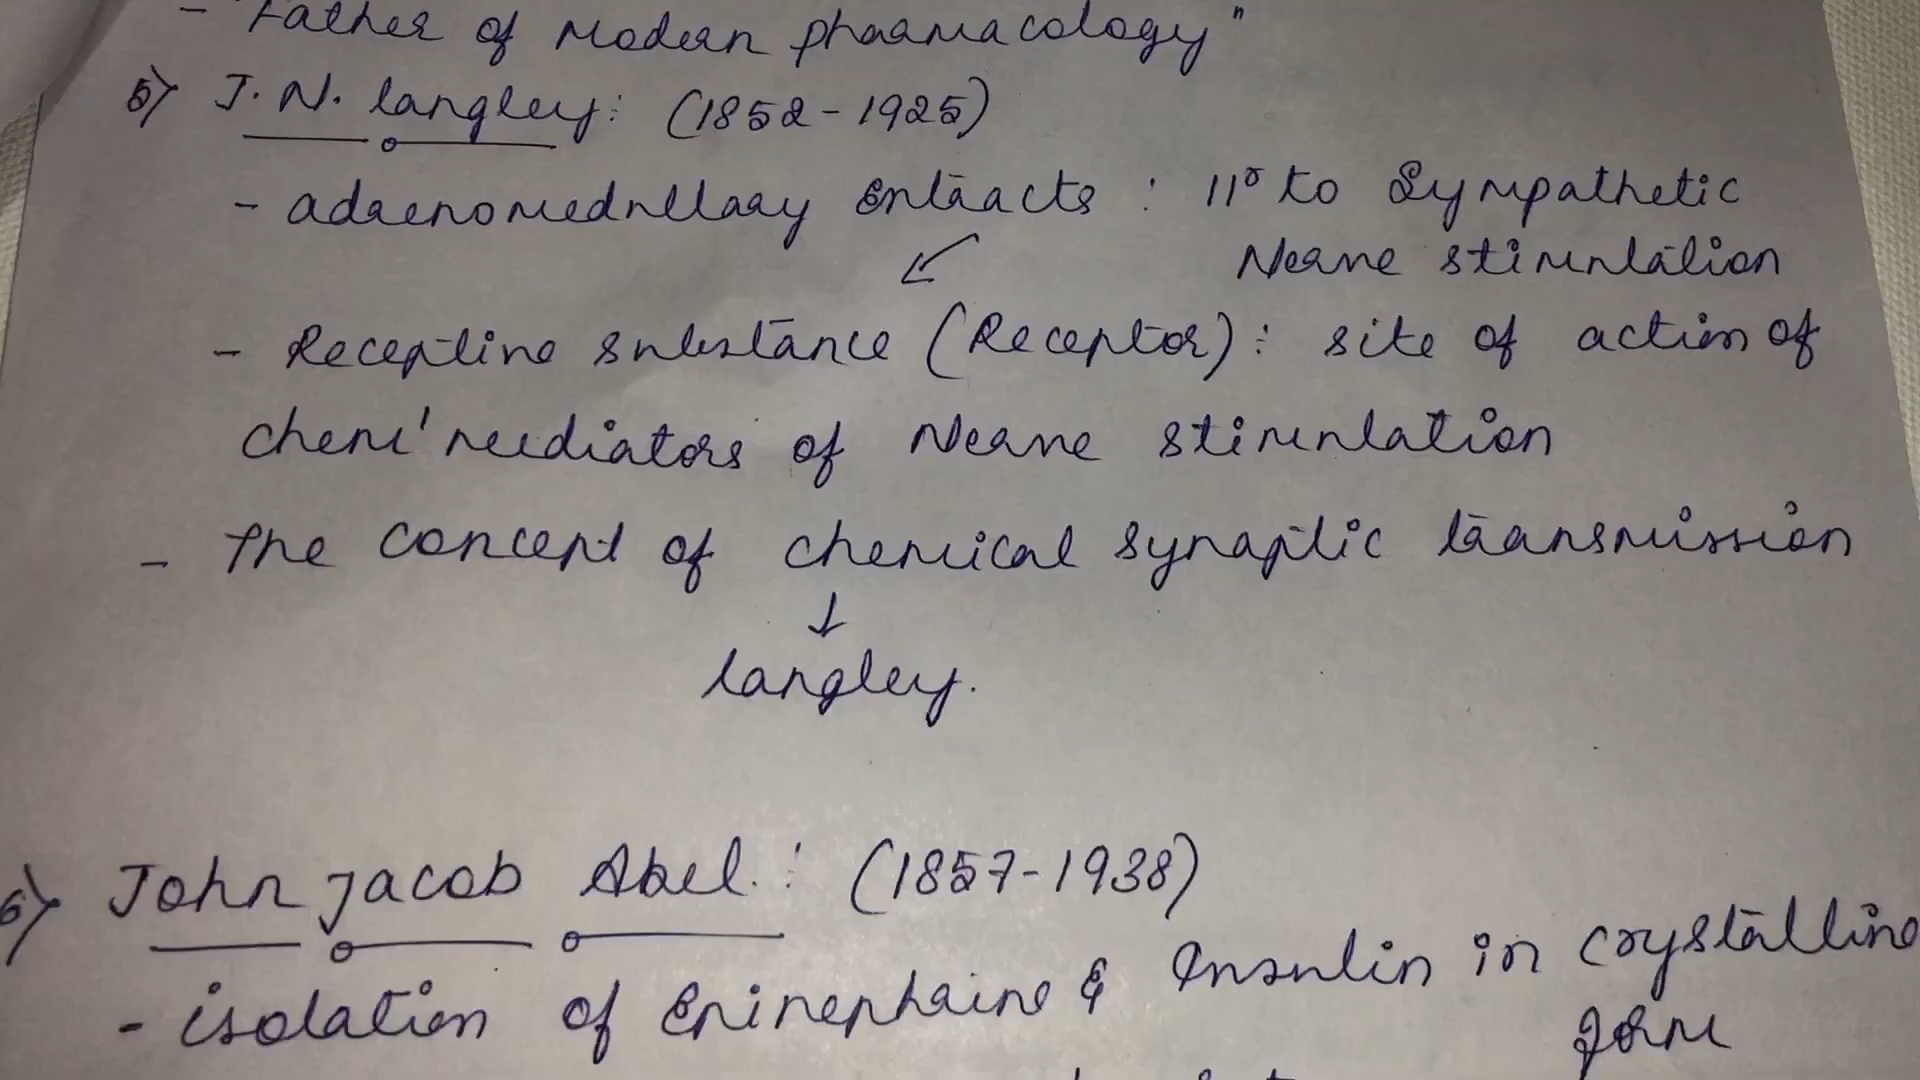 - "Father of Modern pharmacology"
5) J. N. langley: (1852-1925)
- adrenomedullary Extracts : 11r to Sympathetic
Nerve stimulation
- Receptive substance (Receptor): site of action of
chem' mediators of Nerve stimulation
- The concept of chemical synaptic transmission
↓
langley.
6) John jacob Abel: (1857-1938)
- isolation of Epinephrine & Insulin in crystalline
form